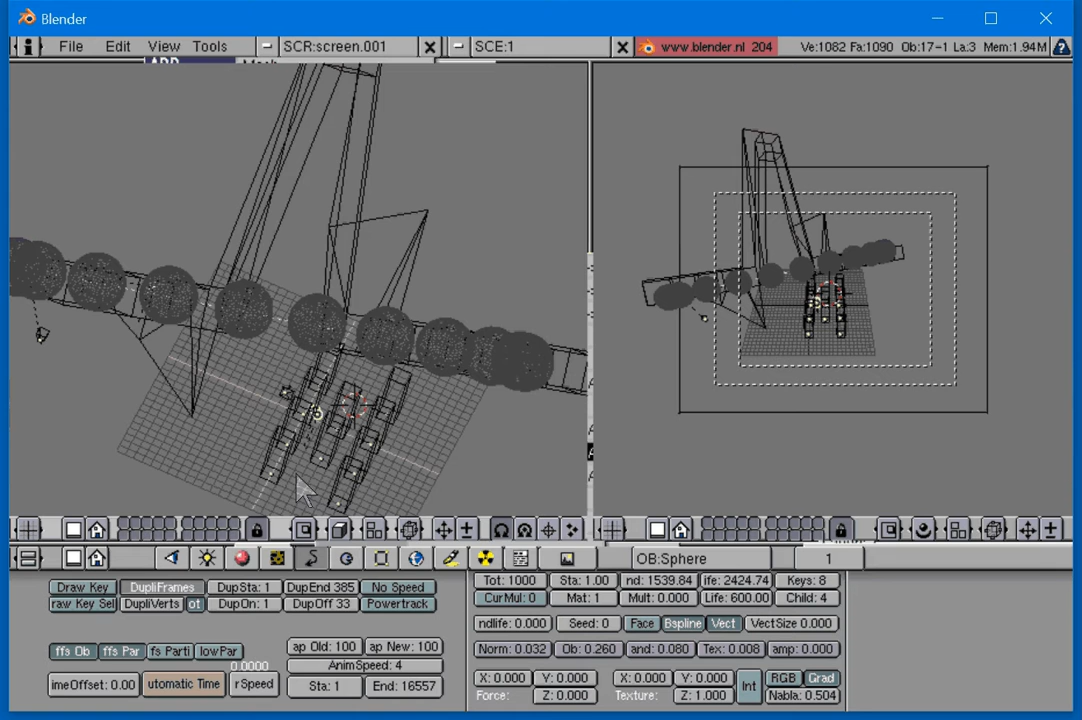 Blender
File Edit View Tools SCR:screen.001 SCE:1 www.blender.nl 204 Ve:1082 Fa:1090 Ob:17-1 La:3 Mem:1.94M
OB:Sphere 1
Draw Key DupliFrames DupSta: 1 DupEnd 385 No Speed
raw Key Sel DupliVerts ot DupOn: 1 DupOff 33 Powertrack
ffs Ob ffs Par fs Parti lowPar
0.0000
imeOffset: 0.00 utomatic Time rSpeed
ap Old: 100 ap New: 100
AnimSpeed: 4
Sta: 1 End: 16557
Tot: 1000 Sta: 1.00 nd: 1539.84 ife: 2424.74 Keys: 8
CurMul: 0 Mat: 1 Mult: 0.000 Life: 600.00 Child: 4
ndlife: 0.000 Seed: 0 Face Bspline Vect VectSize 0.000
Norm: 0.032 Ob: 0.260 and: 0.080 Tex: 0.008 amp: 0.000
X: 0.000 Y: 0.000 X: 0.000 Y: 0.000 Int RGB Grad
Force: Z: 0.000 Texture: Z: 1.000 Nabla: 0.504